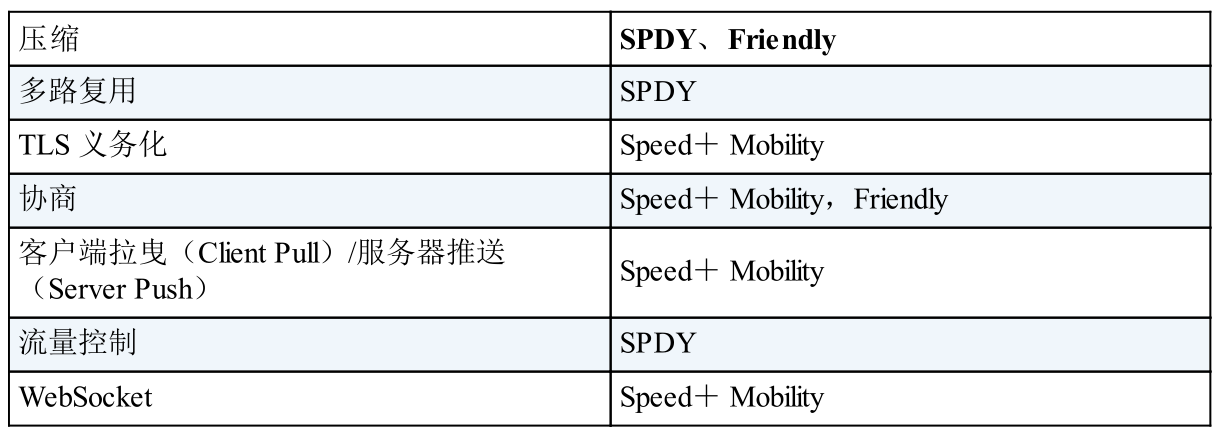 压缩 SPDY、Friendly
多路复用 SPDY
TLS 义务化 Speed＋ Mobility
协商 Speed＋ Mobility，Friendly
客户端拉曳（Client Pull）/服务器推送
（Server Push） Speed＋ Mobility
流量控制 SPDY
WebSocket Speed＋ Mobility